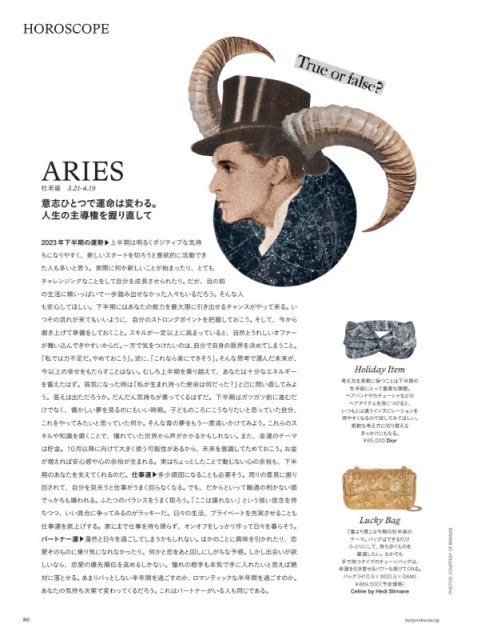 HOROSCOPE
True or false?
ARIES
牡羊座 3.21-4.19
意志ひとつで運命は変わる。
人生の主導権を握り直して
2023年下半期の運勢▶上半期は明るくポジティブな気持
ちになりやすく、新しいスタートを切ろうと意欲的に活動でき
た人も多いと思う。実際に何か新しいことが始まったり、とても
チャレンジングなことをして自分を成長させられたり。だが、目の前
の生活に精いっぱいで一歩踏み出せなかった人々もいるだろう。そんな人
も安心してほしい。下半期にはあなたの能力を最大限に引き出せるチャンスがやって来る。い
つその流れが来てもいいように、自分のストロングポイントを把握しておこう。そして、今から
磨き上げて準備をしておくこと。スキルが一定以上に高まっていると、自然とうれしいオファー
が舞い込んできやすいからだ。一方で気をつけたいのは、自分で自身の限界を決めてしまうこと。
「私では力不足だ。やめておこう」。逆に、「これなら楽にできそう」。そんな思考で選んだ未来が、
今以上の幸せをもたらすことはない。むしろ上半期を乗り越えて、あなたは十分なエネルギー
を蓄えたはず。弱気になった時は「私が生まれ持った使命は何だった？」と己に問い直してみよ
う。答えは出ただろうか。だんだん気持ちが乗ってくるはずだ。下半期はガツガツ前に進むだ
けでなく、懐かしい夢を見るのにもいい時期。子どものころにこうなりたいと思っていた自分、
これをやってみたいと思っていた何か。そんな昔の夢をもう一度追いかけてみよう。これらのス
キルや知識を磨くことで、憧れていた世界から声がかかるかもしれない。また、金運のテーマ
は貯金。10月以降に向けて大きく使う可能性があるから、未来を意識してためておこう。お金
が増えれば安心感や心の余裕が生まれる。実はちょっとしたことで動じない心の余裕も、下半
期のあなたを支えてくれるのだ。仕事運▶多少頑固になることも必要そう。周りの意見に振り
回されて、自分を見失うと仕事がうまく回らなくなる。でも、だからといって融通の利かない頭
でっかちも嫌われる。ふたつのバランスをうまく取ろう。「ここは譲れない」という強い信念を持
ちつつ、いい具合に争ってみるのがラッキーだ。日々の生活、プライベートを充実させることも
仕事運を底上げする。家にまで仕事を持ち帰らず、オンオフをしっかり作って日々を暮らそう。
パートナー運▶漫然と日々を過ごしてしまうかもしれない。ほかのことに興味を引かれたり、恋
愛そのものに乗り気になれなかったり。何かと恋をあと回しにしがちな予感。しかし出会いが欲
しいなら、恋愛の優先順位を高めるしかない。憧れの相手も本気で手に入れたいと思えば絶
対に落とせる。あまりパッとしない半年間を過ごすのか、ロマンティックな半年間を過ごすのか。
あなたの気持ち次第で変わってくるだろう。これはパートナーがいる人も同じである。
Holiday Item
考え方を柔軟に保つことは下半期の
牡羊座にとって重要な課題。
ヘアバンドやカチューシャなどの
ヘアアイテムを身につけると、
いつもとは違うインスピレーションを
得やすくなるので試してみてほしい。
柔軟な考え方に切り替える
きっかけにもなる。
¥85,000 Dior
Lucky Bag
「量より質」は今期の牡羊座の
テーマ。バッグはできるだけ
小ぶりにして、持ち歩くものを
厳選したい。なかでも
手で持つタイプのチェーンバッグは、
幸運を引き寄せるパワーも授けてくれる。
バッグ（H10.5×W20.5×D4cm）
¥489,500（予定価格）
Celine by Hedi Slimane
PHOTOS: COURTESY OF BRANDS
86
harpersbazaar.jp